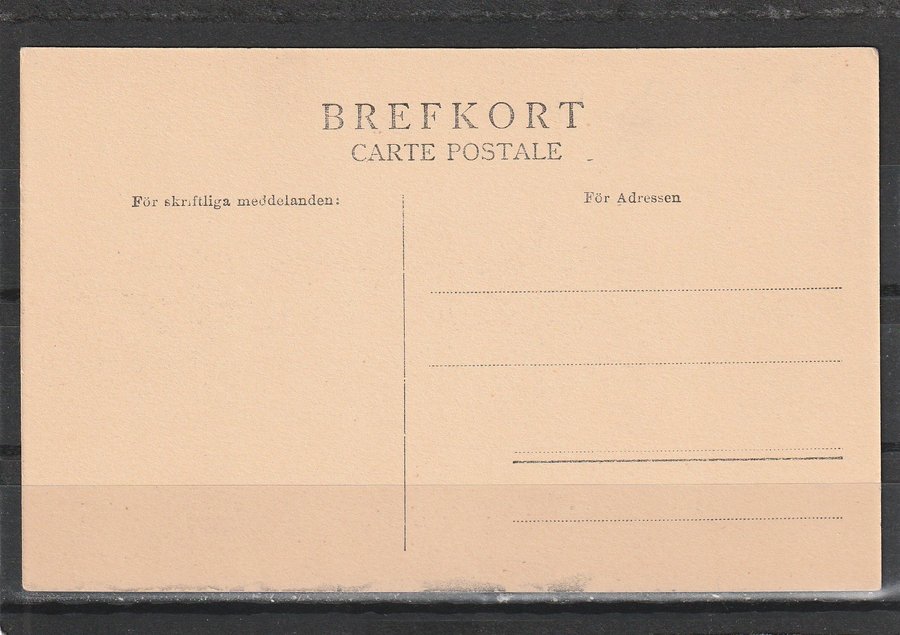 BREFKORT
CARTE POSTALE
För skriftliga meddelanden:
För Adressen